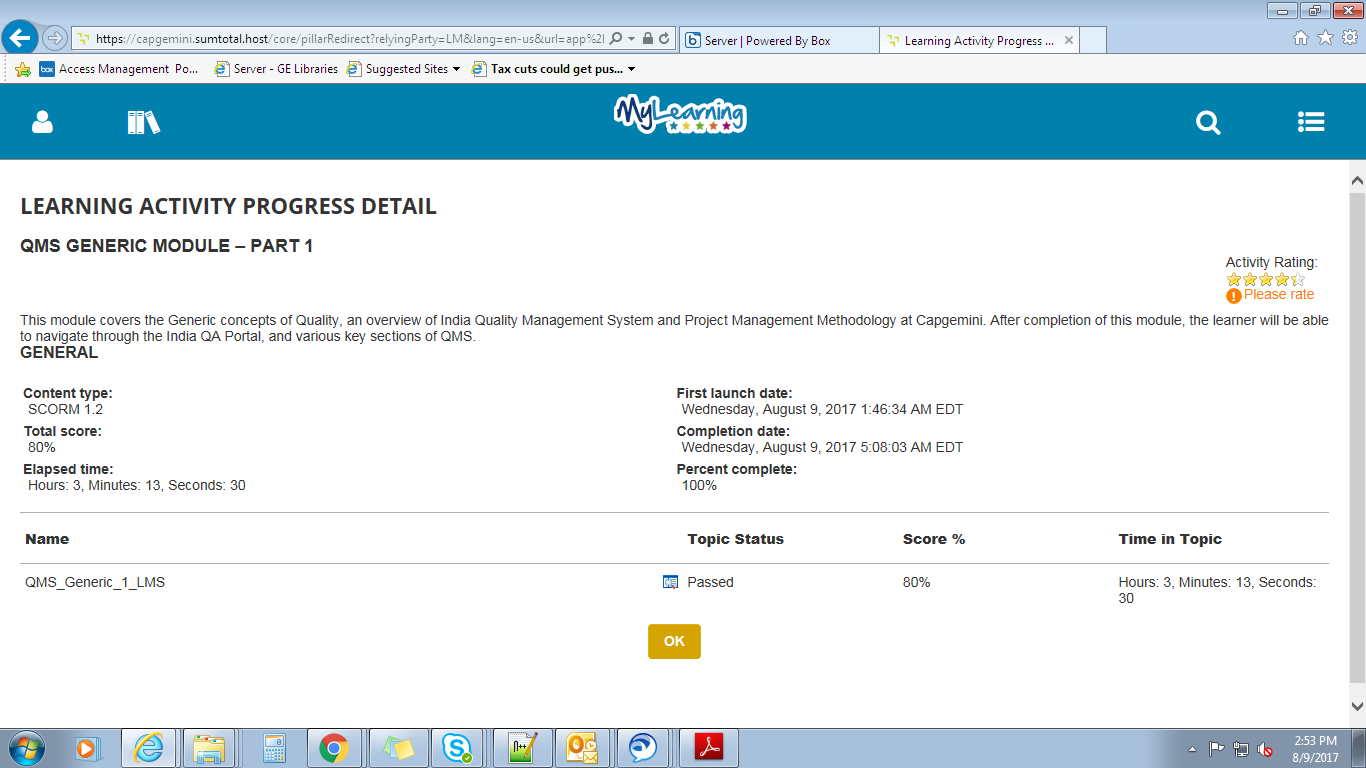 https://capgemini.sumtotal.host/core/pillarRedirect?relyingParty=LM&lang=en-us&url=app%2
Server | Powered By Box
Learning Activity Progress ...
box Access Management Po...
Server - GE Libraries
Suggested Sites
Tax cuts could get pus...
MyLearning
LEARNING ACTIVITY PROGRESS DETAIL
QMS GENERIC MODULE – PART 1
Activity Rating:
Please rate
This module covers the Generic concepts of Quality, an overview of India Quality Management System and Project Management Methodology at Capgemini. After completion of this module, the learner will be able
to navigate through the India QA Portal, and various key sections of QMS.
GENERAL
Content type:
SCORM 1.2
First launch date:
Wednesday, August 9, 2017 1:46:34 AM EDT
Total score:
80%
Completion date:
Wednesday, August 9, 2017 5:08:03 AM EDT
Elapsed time:
Hours: 3, Minutes: 13, Seconds: 30
Percent complete:
100%
Name Topic Status Score % Time in Topic
QMS_Generic_1_LMS Passed 80% Hours: 3, Minutes: 13, Seconds:
30
OK
2:53 PM
8/9/2017